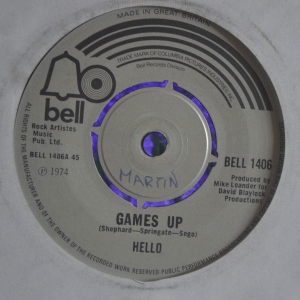 MADE IN GREAT BRITAIN
TRADE MARK OF COLUMBIA PICTURES INDUSTRIES INC.
Bell Records Division
bell
Rock Artistes
Music
Pub. Ltd.
BELL 1406A 45
℗ 1974
BELL 1406
Produced by
Mike Leander for
David Blaylock
Productions
MARTIN
GAMES UP
(Shephard—Springate—Sego)
HELLO
ALL RIGHTS OF THE MANUFACTURER AND OF THE OWNER OF THE RECORDED WORK RESERVED UNAUTHORISED PUBLIC PERFORMANCE